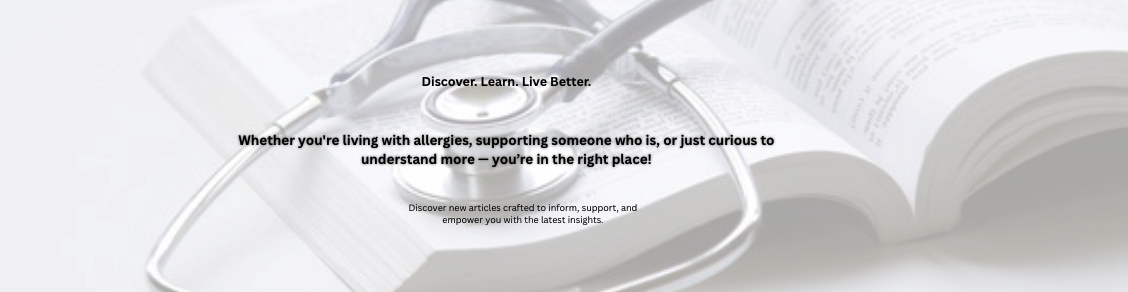 Discover. Learn. Live Better.
Whether you're living with allergies, supporting someone who is, or just curious to
understand more — you're in the right place!
Discover new articles crafted to inform, support, and
empower you with the latest insights.